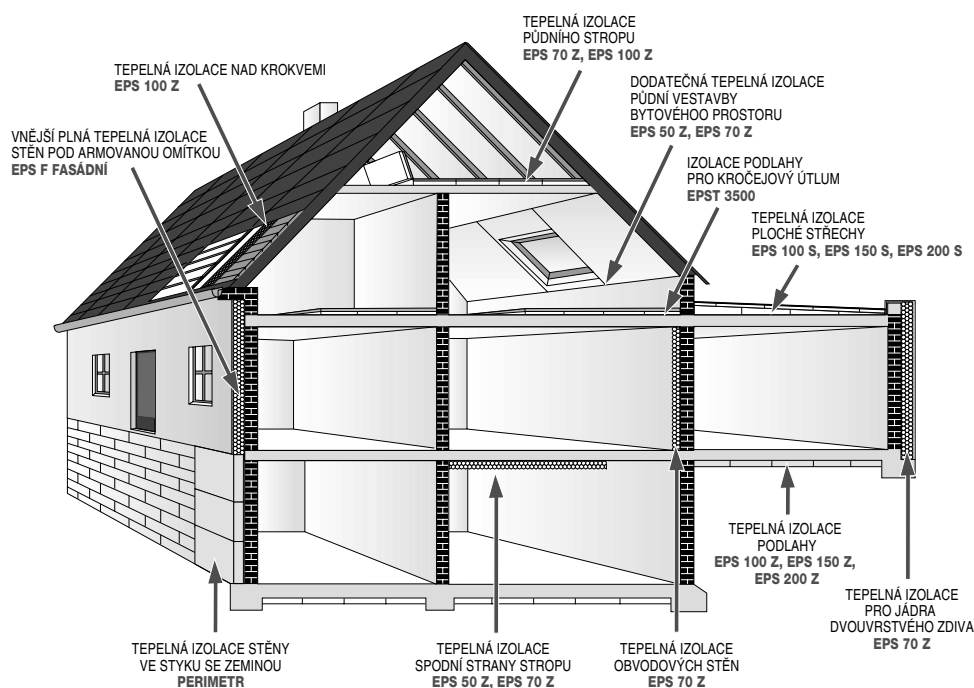 TEPELNÁ IZOLACE
PŮDNÍHO STROPU
EPS 70 Z, EPS 100 Z
TEPELNÁ IZOLACE NAD KROKVEMI
EPS 100 Z
DODATEČNÁ TEPELNÁ IZOLACE
PŮDNÍ VESTAVBY
BYTOVÉHOO PROSTORU
EPS 50 Z, EPS 70 Z
VNĚJŠÍ PLNÁ TEPELNÁ IZOLACE
STĚN POD ARMOVANOU OMÍTKOU
EPS F FASÁDNÍ
IZOLACE PODLAHY
PRO KROČEJOVÝ ÚTLUM
EPST 3500
TEPELNÁ IZOLACE
PLOCHÉ STŘECHY
EPS 100 S, EPS 150 S, EPS 200 S
TEPELNÁ IZOLACE
PODLAHY
EPS 100 Z, EPS 150 Z,
EPS 200 Z
TEPELNÁ IZOLACE
PRO JÁDRA
DVOUVRSTVÉHO ZDIVA
EPS 70 Z
TEPELNÁ IZOLACE STĚNY
VE STYKU SE ZEMINOU
PERIMETR
TEPELNÁ IZOLACE
SPODNÍ STRANY STROPU
EPS 50 Z, EPS 70 Z
TEPELNÁ IZOLACE
OBVODOVÝCH STĚN
EPS 70 Z